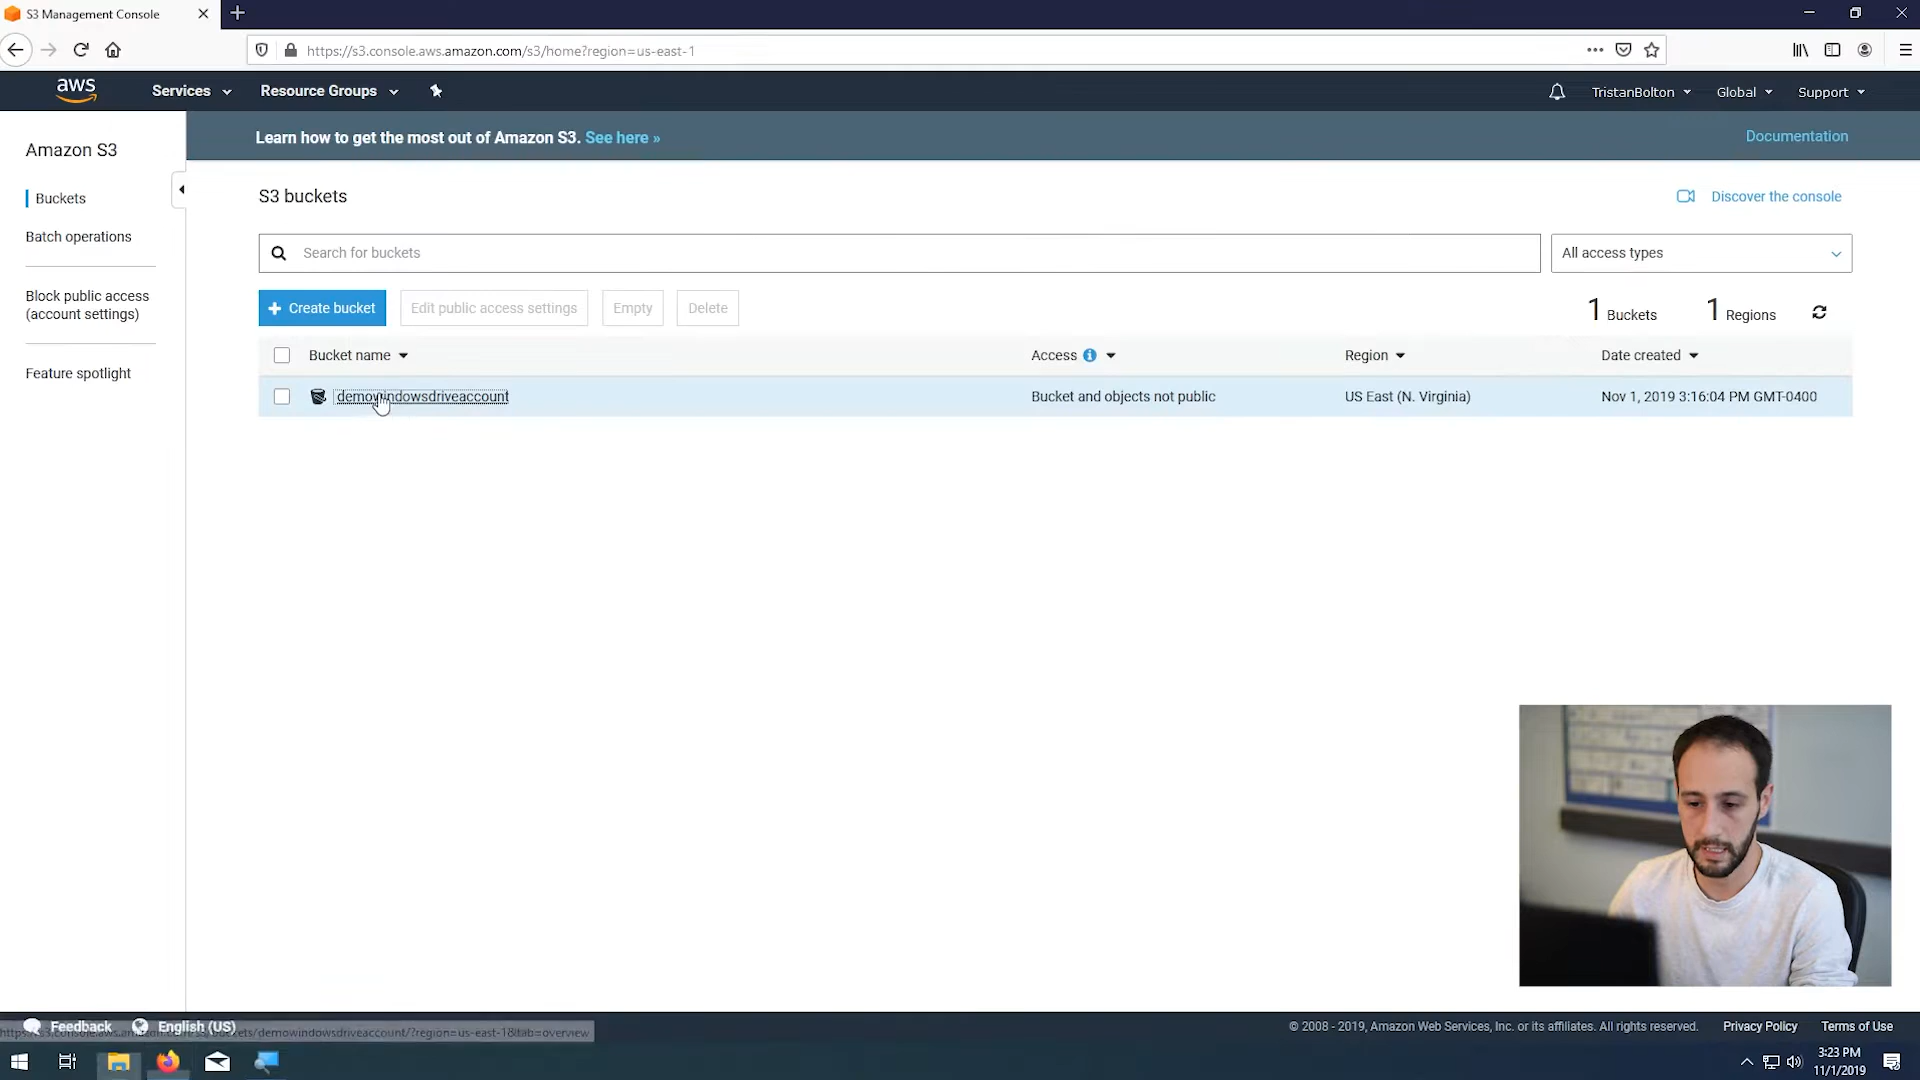 S3 Management Console
https://s3.console.aws.amazon.com/s3/home?region=us-east-1
aws
Services
Resource Groups
TristanBolton
Global
Support
Learn how to get the most out of Amazon S3. See here »
Documentation
Amazon S3
Buckets
Batch operations
Block public access
(account settings)
Feature spotlight
S3 buckets
Discover the console
Search for buckets
All access types
Create bucket
Edit public access settings
Empty
Delete
1 Buckets
1 Regions
Bucket name
Access
Region
Date created
demowindowsdriveaccount
Bucket and objects not public
US East (N. Virginia)
Nov 1, 2019 3:16:04 PM GMT-0400
Feedback
English (US)
© 2008 - 2019, Amazon Web Services, Inc. or its affiliates. All rights reserved.
Privacy Policy
Terms of Use
3:23 PM
11/1/2019